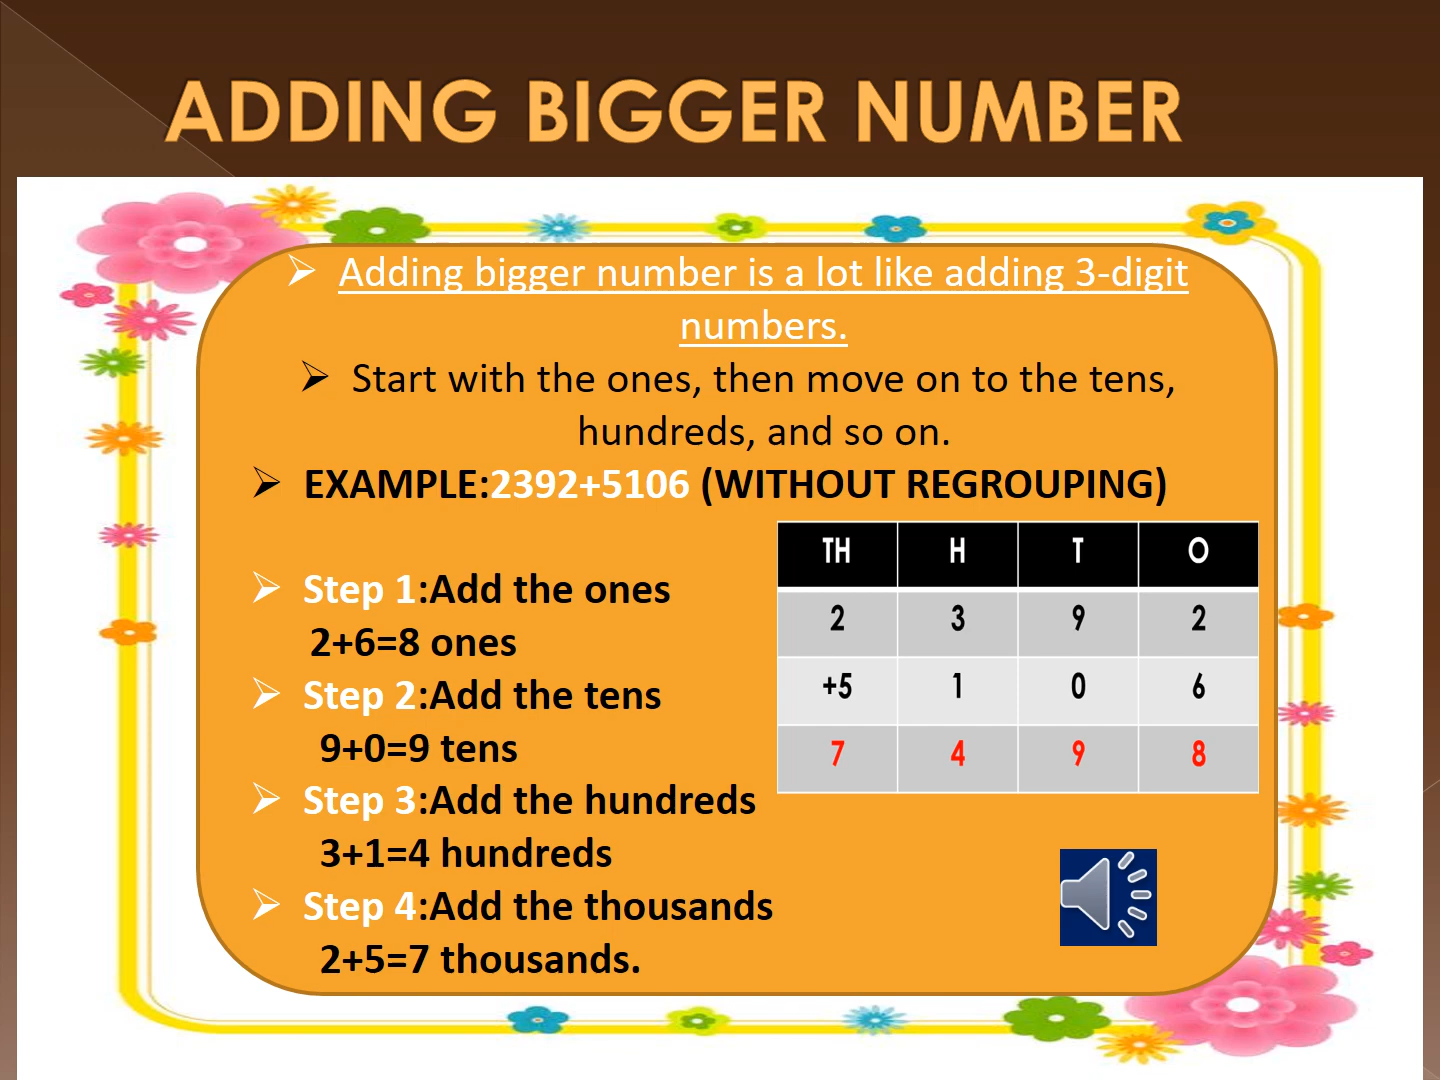 ADDING BIGGER NUMBER
➢ Adding bigger number is a lot like adding 3-digit
numbers.
➢ Start with the ones, then move on to the tens,
hundreds, and so on.
➢ EXAMPLE:2392+5106 (WITHOUT REGROUPING)
➢ Step 1:Add the ones
2+6=8 ones
➢ Step 2:Add the tens
9+0=9 tens
➢ Step 3:Add the hundreds
3+1=4 hundreds
➢ Step 4:Add the thousands
2+5=7 thousands.
TH H T O
2 3 9 2
+5 1 0 6
7 4 9 8